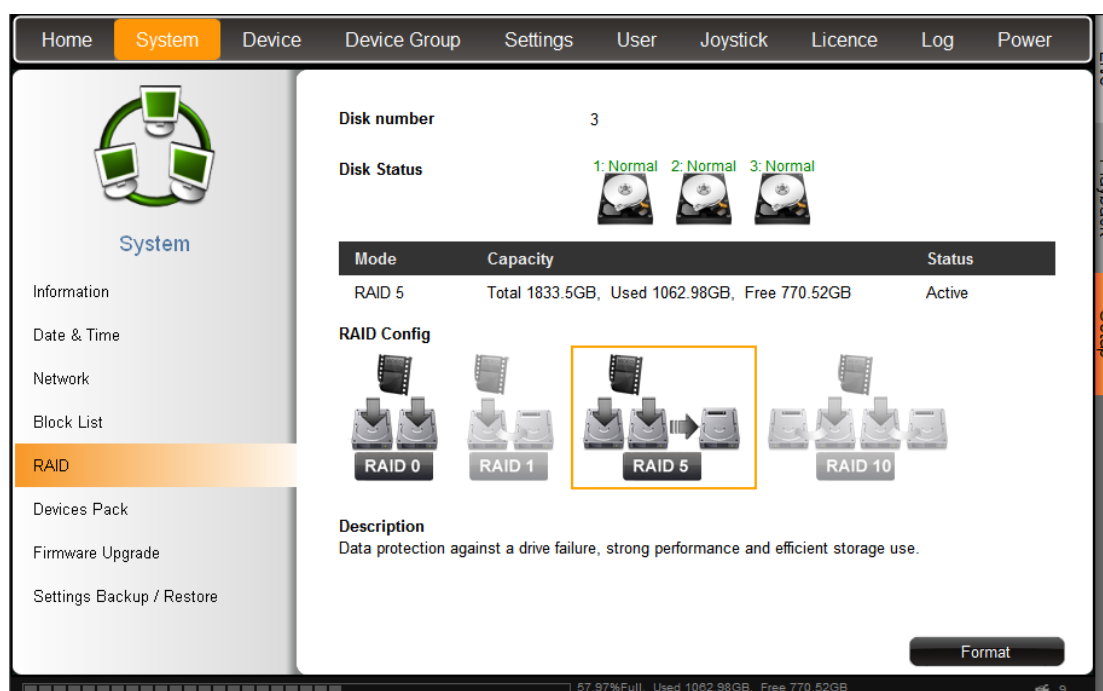 Home System Device Device Group Settings User Joystick Licence Log Power
System
Information
Date & Time
Network
Block List
RAID
Devices Pack
Firmware Upgrade
Settings Backup / Restore
Disk number 3
Disk Status 1: Normal 2: Normal 3: Normal
Mode Capacity Status
RAID 5 Total 1833.5GB, Used 1062.98GB, Free 770.52GB Active
RAID Config
RAID 0 RAID 1 RAID 5 RAID 10
Description
Data protection against a drive failure, strong performance and efficient storage use.
Format
57.97%Full, Used 1062.98GB, Free 770.52GB 9